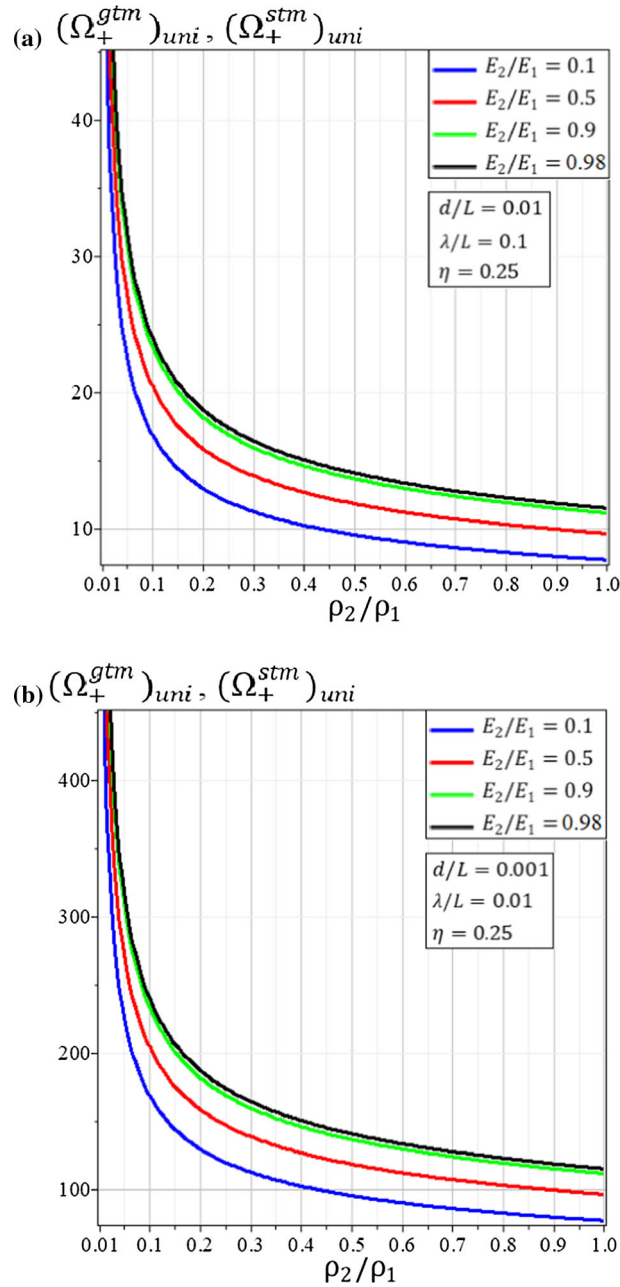 (a) (Ω₊^{gtm})_{uni} , (Ω₊^{stm})_{uni}
E₂/E₁ = 0.1
E₂/E₁ = 0.5
E₂/E₁ = 0.9
E₂/E₁ = 0.98
d/L = 0.01
λ/L = 0.1
η = 0.25
40
30
20
10
0.01 0.1 0.2 0.3 0.4 0.5 0.6 0.7 0.8 0.9 1.0
ρ₂/ρ₁
(b) (Ω₊^{gtm})_{uni} , (Ω₊^{stm})_{uni}
E₂/E₁ = 0.1
E₂/E₁ = 0.5
E₂/E₁ = 0.9
E₂/E₁ = 0.98
d/L = 0.001
λ/L = 0.01
η = 0.25
400
300
200
100
0.01 0.1 0.2 0.3 0.4 0.5 0.6 0.7 0.8 0.9 1.0
ρ₂/ρ₁